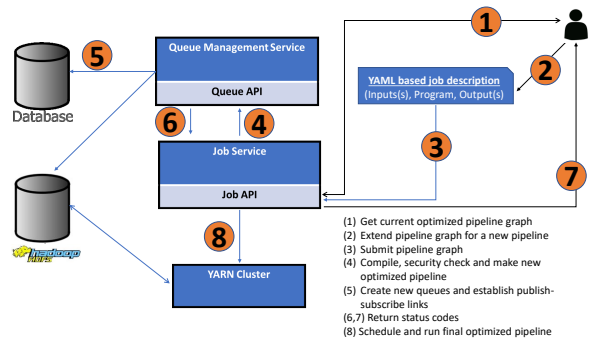 1
Queue Management Service
5
2
YAML based job description
(Inputs(s), Program, Output(s)
Queue API
Database
6
4
3
Job Service
7
Job API
(1) Get current optimized pipeline graph
(2) Extend pipeline graph for a new pipeline
8
(3) Submit pipeline graph
hadoop
HDFS
(4) Compile, security check and make new
optimized pipeline
YARN Cluster
(5) Create new queues and establish publish-
subscribe links
(6,7) Return status codes
(8) Schedule and run final optimized pipeline